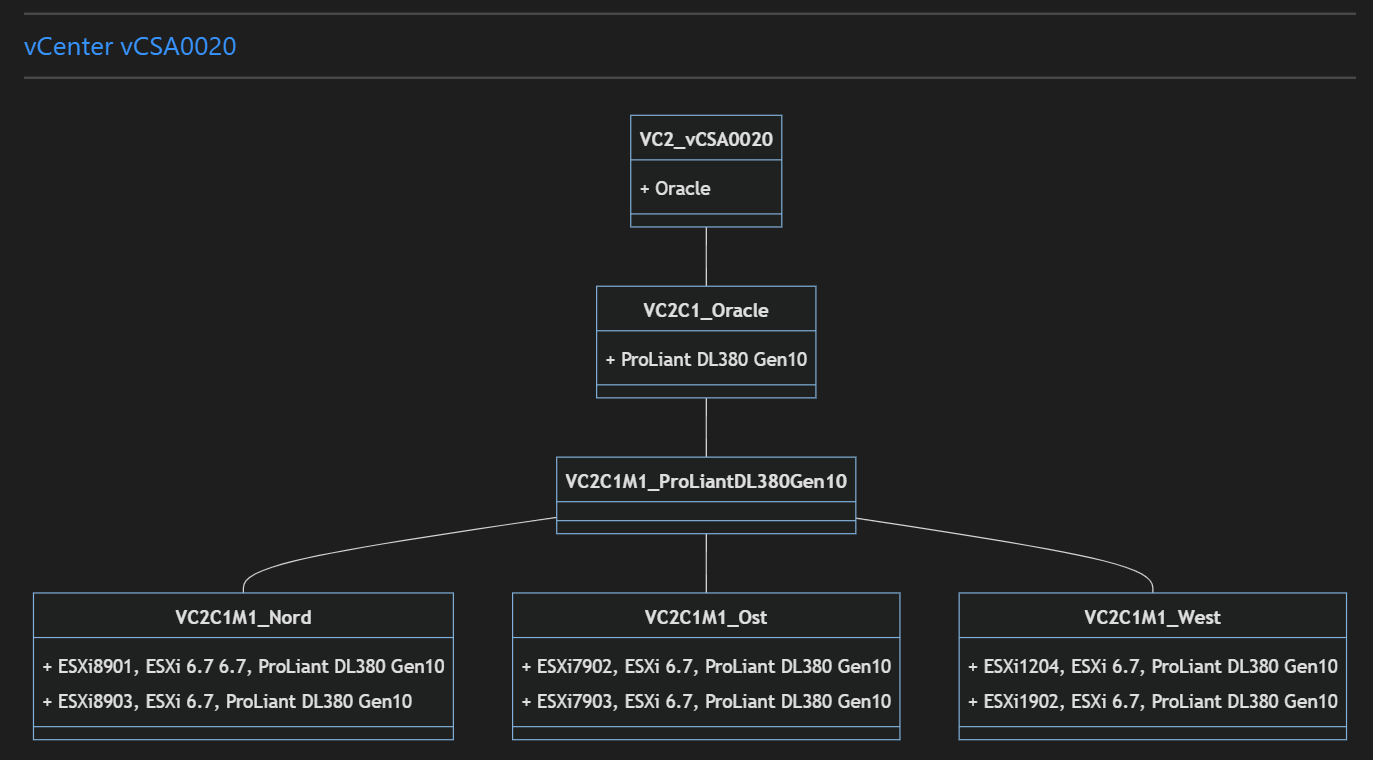 vCenter vCSA0020
VC2_vCSA0020
+ Oracle
VC2C1_Oracle
+ ProLiant DL380 Gen10
VC2C1M1_ProLiantDL380Gen10
VC2C1M1_Nord
+ ESXi8901, ESXi 6.7 6.7, ProLiant DL380 Gen10
+ ESXi8903, ESXi 6.7, ProLiant DL380 Gen10
VC2C1M1_Ost
+ ESXi7902, ESXi 6.7, ProLiant DL380 Gen10
+ ESXi7903, ESXi 6.7, ProLiant DL380 Gen10
VC2C1M1_West
+ ESXi1204, ESXi 6.7, ProLiant DL380 Gen10
+ ESXi1902, ESXi 6.7, ProLiant DL380 Gen10